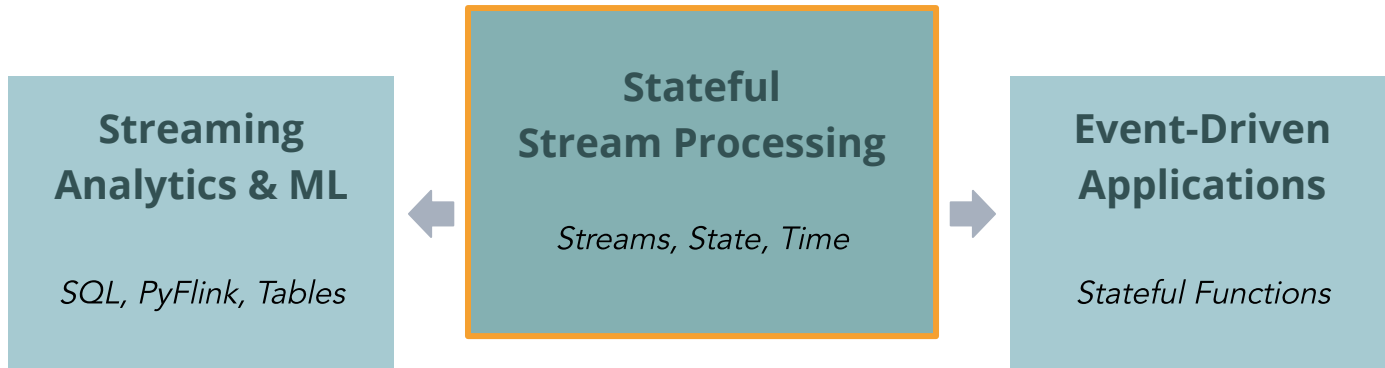 Streaming
Analytics & ML
SQL, PyFlink, Tables
Stateful
Stream Processing
Streams, State, Time
Event-Driven
Applications
Stateful Functions